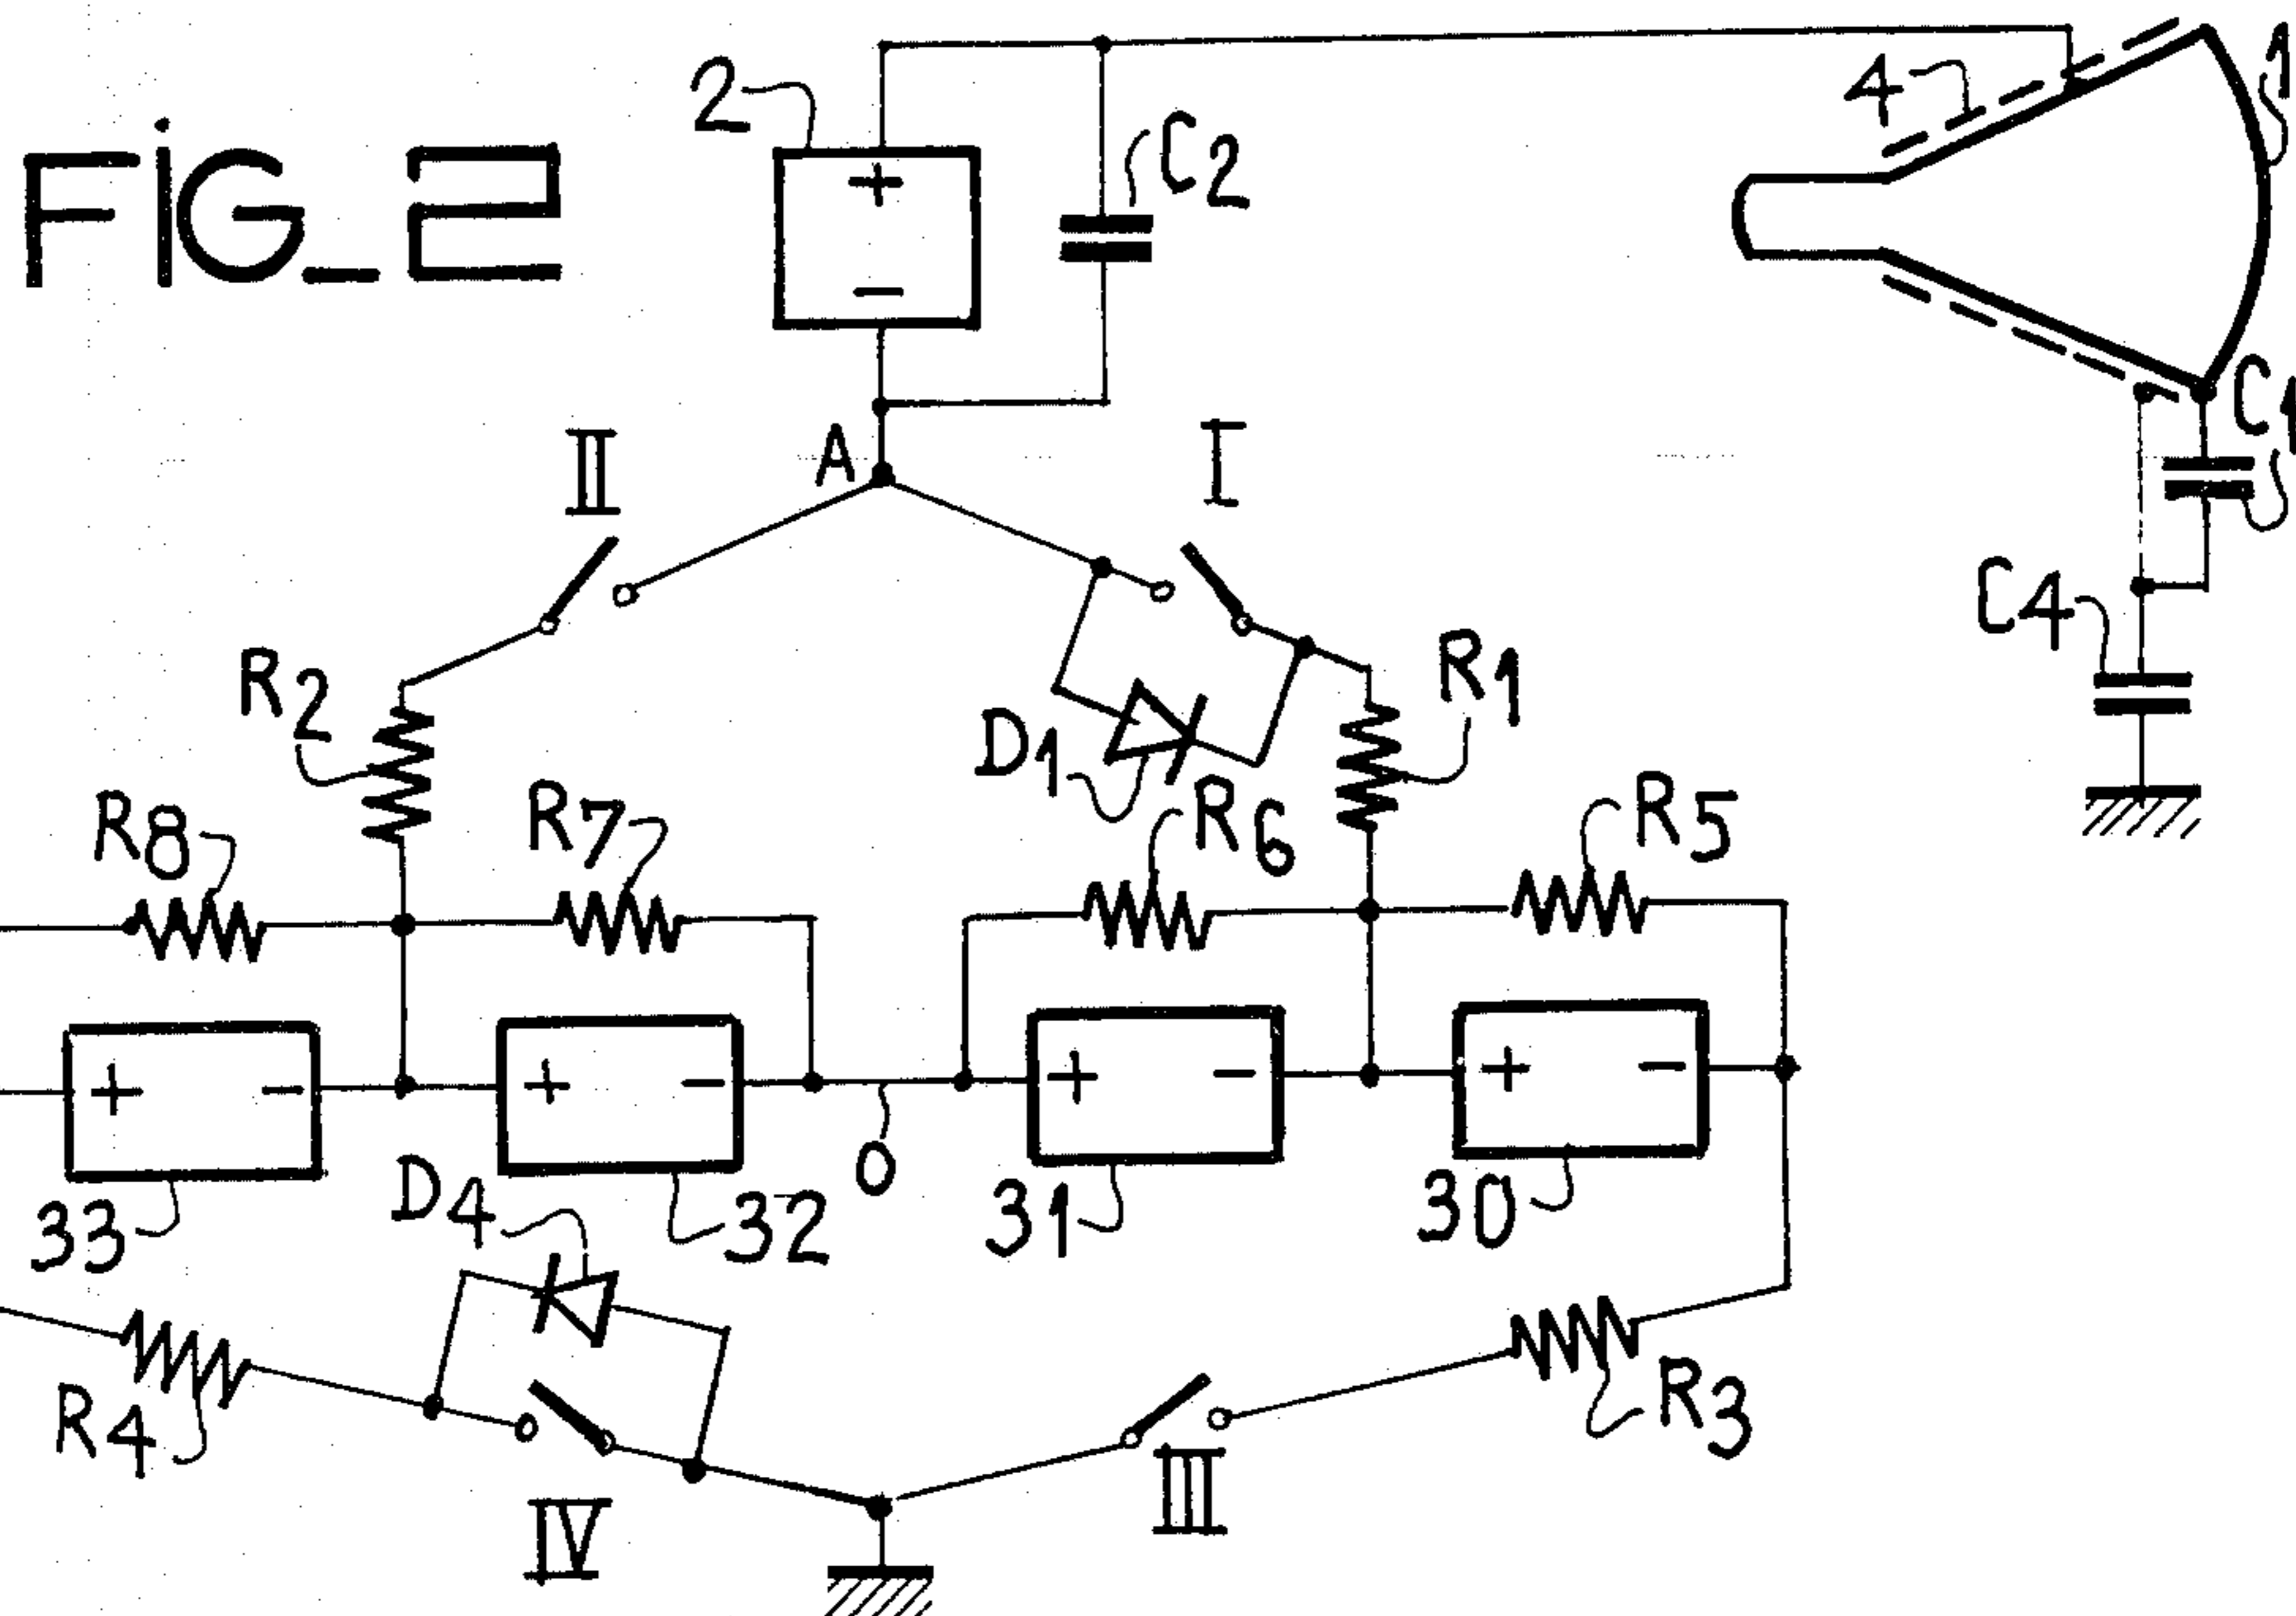 FIG_2
2
+
−
C2
4
1
C1
A
II
I
C4
R2
D1
R1
R8
R7
R6
R5
+ −
+ −
+ −
+ −
33
D4
32
0
31
30
R4
R3
IV
III